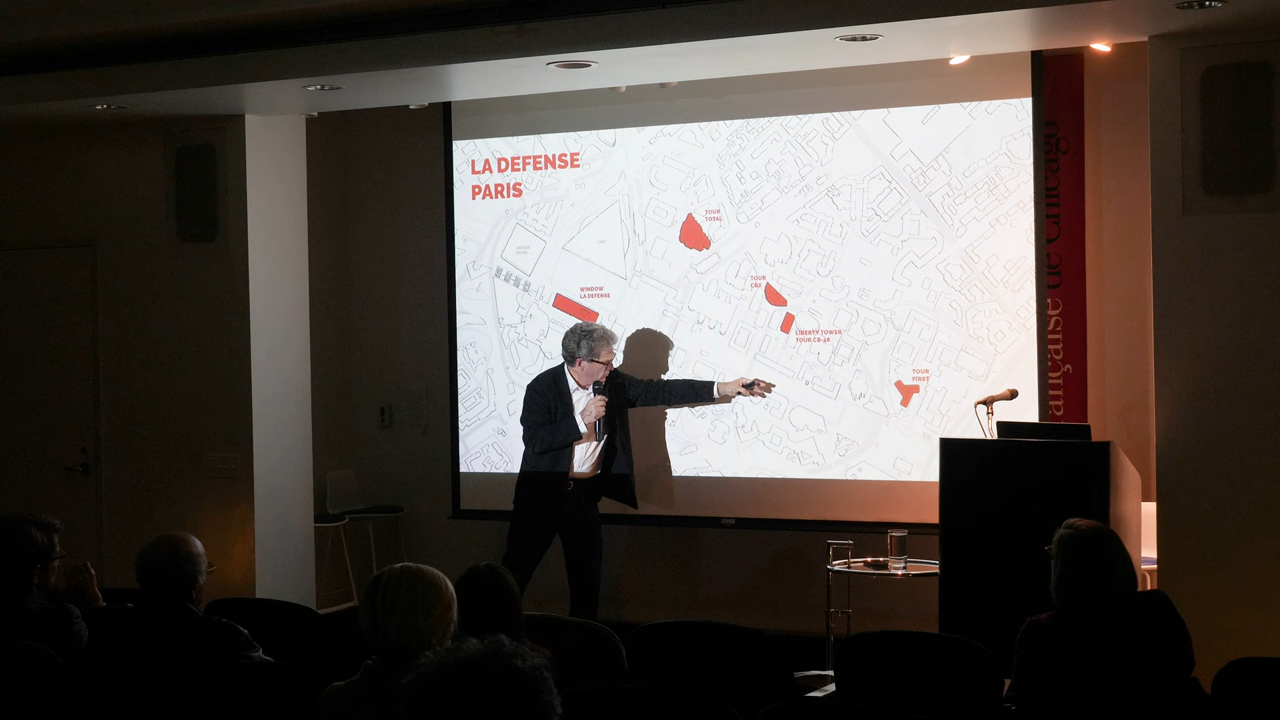 LA DEFENSE
PARIS
TOUR
TOTAL
WINDOW
LA DEFENSE
TOUR
CBX
LIBERTY TOWER
TOUR CB-16
TOUR
FIRST
ançaise de Chicago